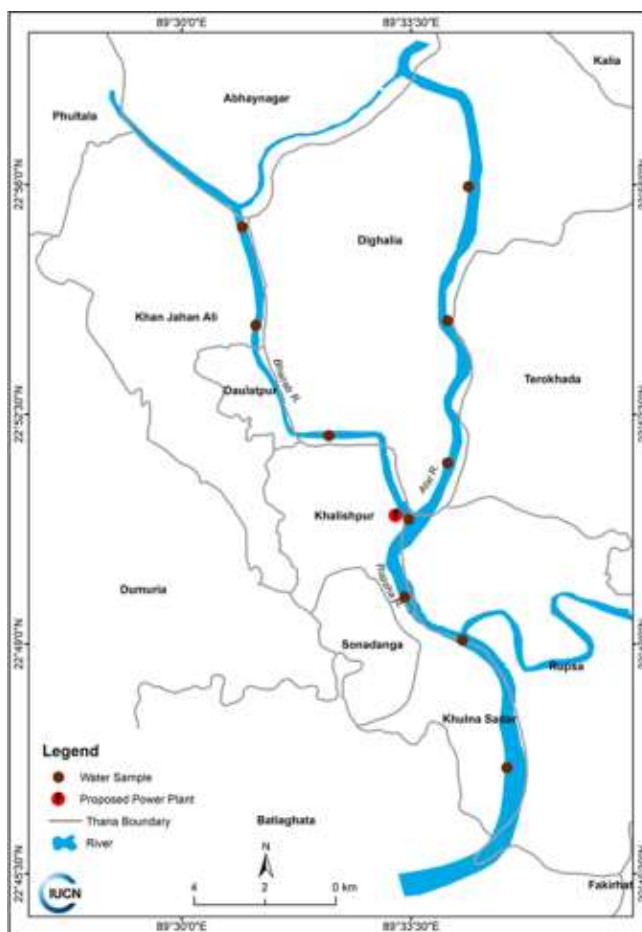 89°30'0"E 89°33'30"E
Kalia
Abhaynagar
Phultala
22°56'0"N
Dighalia
Khan Jahan Ali
Terokhada
Bhairab R.
Daulatpur
22°52'30"N 22°52'30"N
Atai R.
Khalishpur
Rupsha R.
Dumuria
22°49'0"N
Sonadanga
Rupsa
Khulna Sadar
Legend
Water Sample
Proposed Power Plant
Thana Boundary
River
Batiaghata
N
IUCN
4 2 0 km
22°45'30"N
Fakirhat
89°30'0"E 89°33'30"E